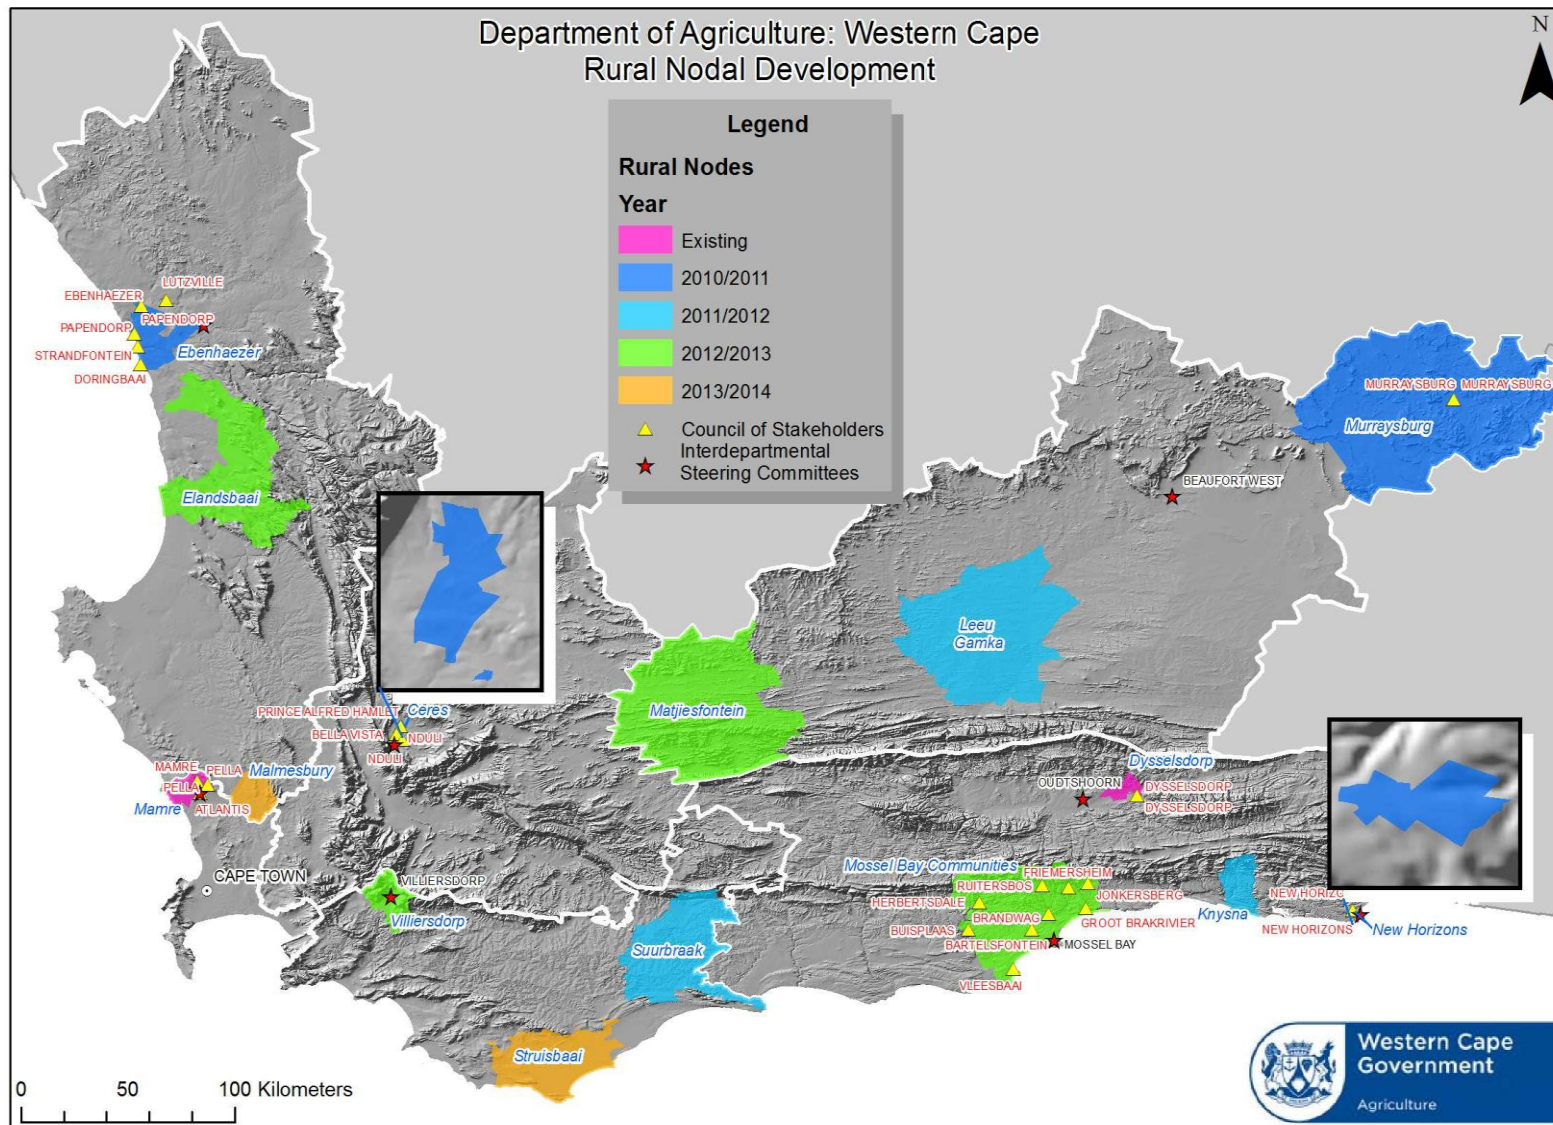 Department of Agriculture: Western Cape
Rural Nodal Development
N
Legend
Rural Nodes
Year
Existing
2010/2011
2011/2012
2012/2013
2013/2014
Council of Stakeholders
Interdepartmental
Steering Committees
LUTZVILLE
EBENHAEZER
PAPENDORP
PAPENDORP
STRANDFONTEIN
Ebenhaezer
DORINGBAAI
Elandsbaai
MURRAYSBURG
MURRAYSBURG
Murraysburg
BEAUFORT WEST
Leeu
Gamka
Matjiesfontein
PRINCE ALFRED HAMLET
Ceres
BELLA VISTA
NDULI
NDULI
MAMRE
PELLA
Malmesbury
PELLA
Mamre
ATLANTIS
CAPE TOWN
VILLIERSDORP
Villiersdorp
Dysselsdorp
OUDTSHOORN
DYSSELSDORP
DYSSELSDORP
Mossel Bay Communities
FRIEMERSHEIM
RUITERSBOS
JONKERSBERG
HERBERTSDALE
BRANDWAG
GROOT BRAKRIVIER
BUISPLAAS
BARTELSFONTEIN
MOSSEL BAY
VLEESBAAI
Knysna
NEW HORIZO
NEW HORIZONS
New Horizons
Suurbraak
Struisbaai
0 50 100 Kilometers
Western Cape
Government
Agriculture